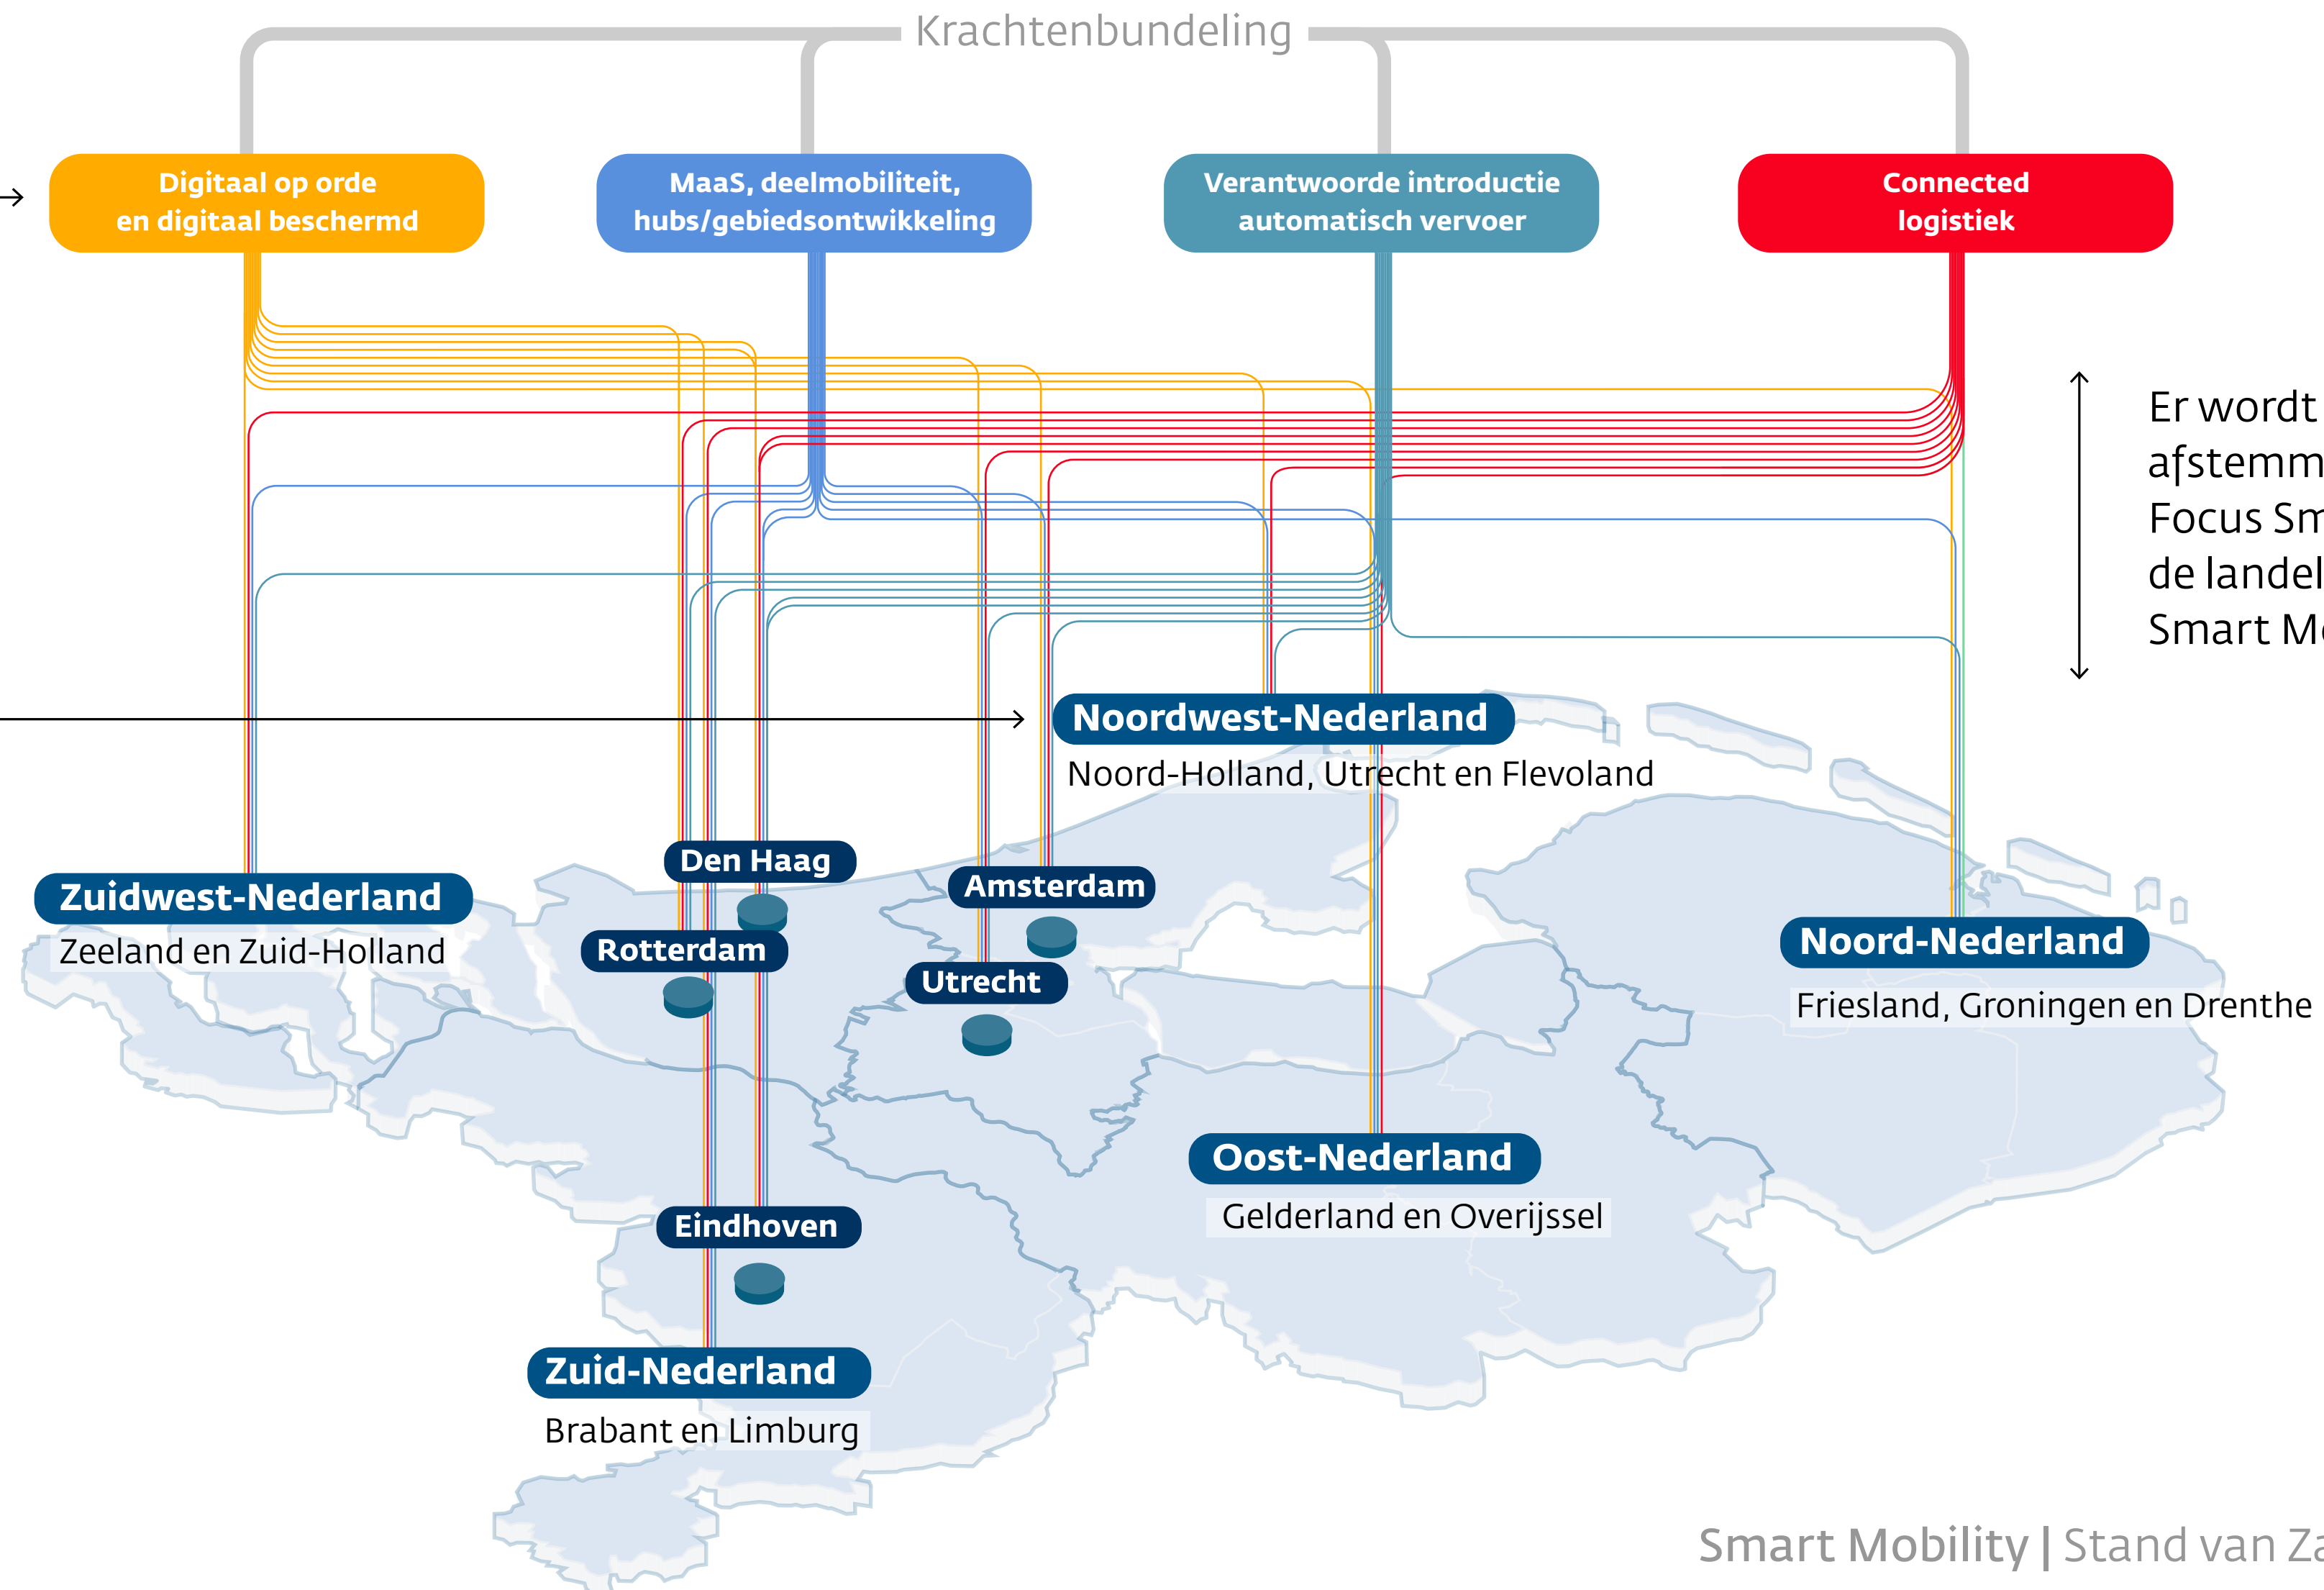 Krachtenbundeling
Digitaal op orde
en digitaal beschermd
MaaS, deelmobiliteit,
hubs/gebiedsontwikkeling
Verantwoorde introductie
automatisch vervoer
Connected
logistiek
Er wordt
afstemm
Focus Sm
de landel
Smart M
Noordwest-Nederland
Noord-Holland, Utrecht en Flevoland
Den Haag
Amsterdam
Zuidwest-Nederland
Zeeland en Zuid-Holland
Rotterdam
Utrecht
Noord-Nederland
Friesland, Groningen en Drenthe
Oost-Nederland
Gelderland en Overijssel
Eindhoven
Zuid-Nederland
Brabant en Limburg
Smart Mobility | Stand van Za